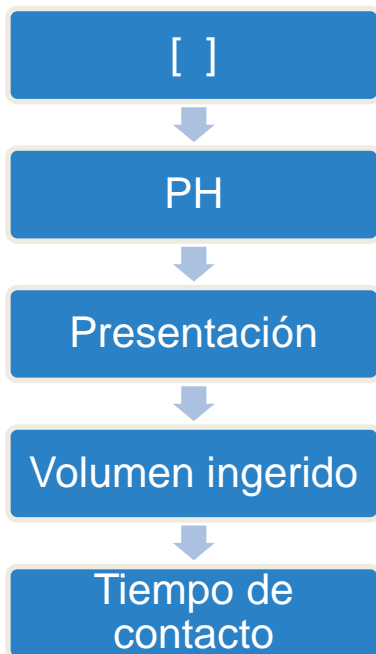 [ ]
PH
Presentación
Volumen ingerido
Tiempo de
contacto